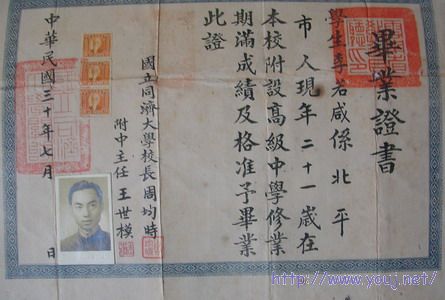 畢業證書
學生李若咸係北平
市人現年二十一歲在
本校附設高級中學修業
期滿成績及格准予畢業
此證
國立同濟大學校長 周均時
附中主任 王世模
中華民國三十年七月 日
http://www.youj.net/